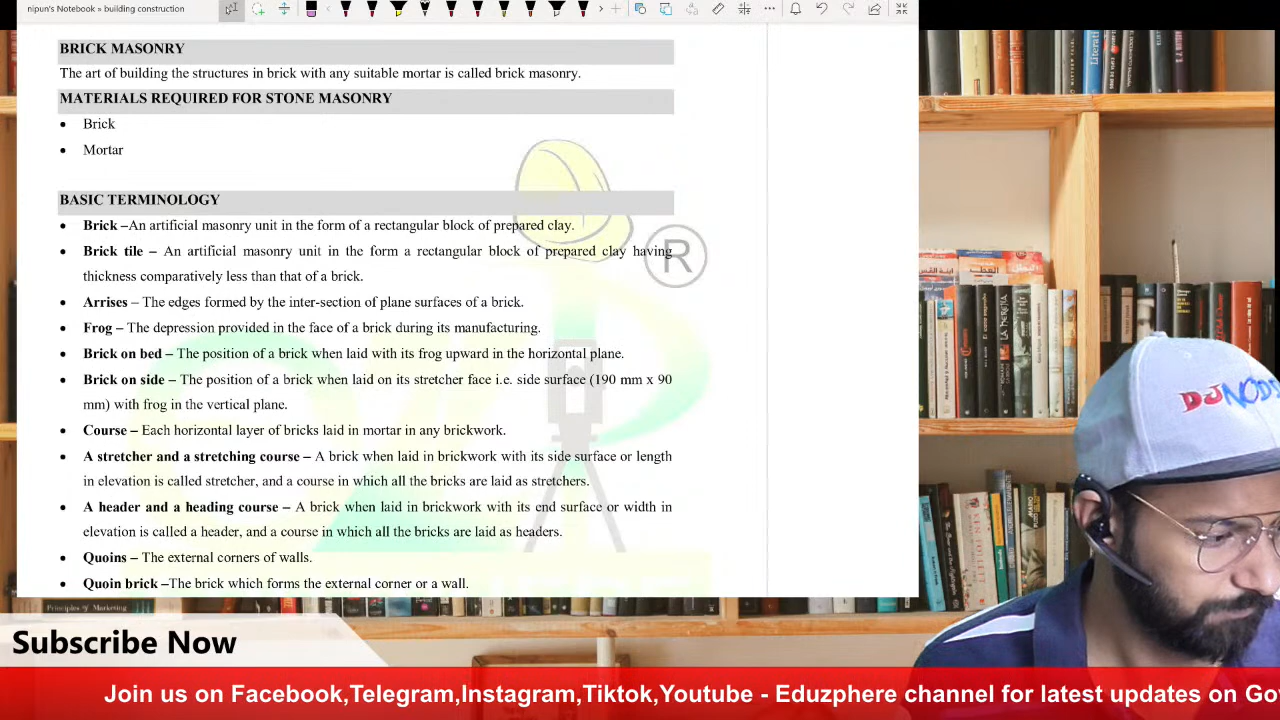 nipun's Notebook » building construction
BRICK MASONRY
The art of building the structures in brick with any suitable mortar is called brick masonry.
MATERIALS REQUIRED FOR STONE MASONRY
• Brick
• Mortar
BASIC TERMINOLOGY
• Brick –An artificial masonry unit in the form of a rectangular block of prepared clay.
• Brick tile – An artificial masonry unit in the form a rectangular block of prepared clay having
thickness comparatively less than that of a brick.
• Arrises – The edges formed by the inter-section of plane surfaces of a brick.
• Frog – The depression provided in the face of a brick during its manufacturing.
• Brick on bed – The position of a brick when laid with its frog upward in the horizontal plane.
• Brick on side – The position of a brick when laid on its stretcher face i.e. side surface (190 mm x 90
mm) with frog in the vertical plane.
• Course – Each horizontal layer of bricks laid in mortar in any brickwork.
• A stretcher and a stretching course – A brick when laid in brickwork with its side surface or length
in elevation is called stretcher, and a course in which all the bricks are laid as stretchers.
• A header and a heading course – A brick when laid in brickwork with its end surface or width in
elevation is called a header, and a course in which all the bricks are laid as headers.
• Quoins – The external corners of walls.
• Quoin brick –The brick which forms the external corner or a wall.
®
Principles of Marketing
LA PERENA
DJ NODD
Subscribe Now
Join us on Facebook,Telegram,Instagram,Tiktok,Youtube - Eduzphere channel for latest updates on Go